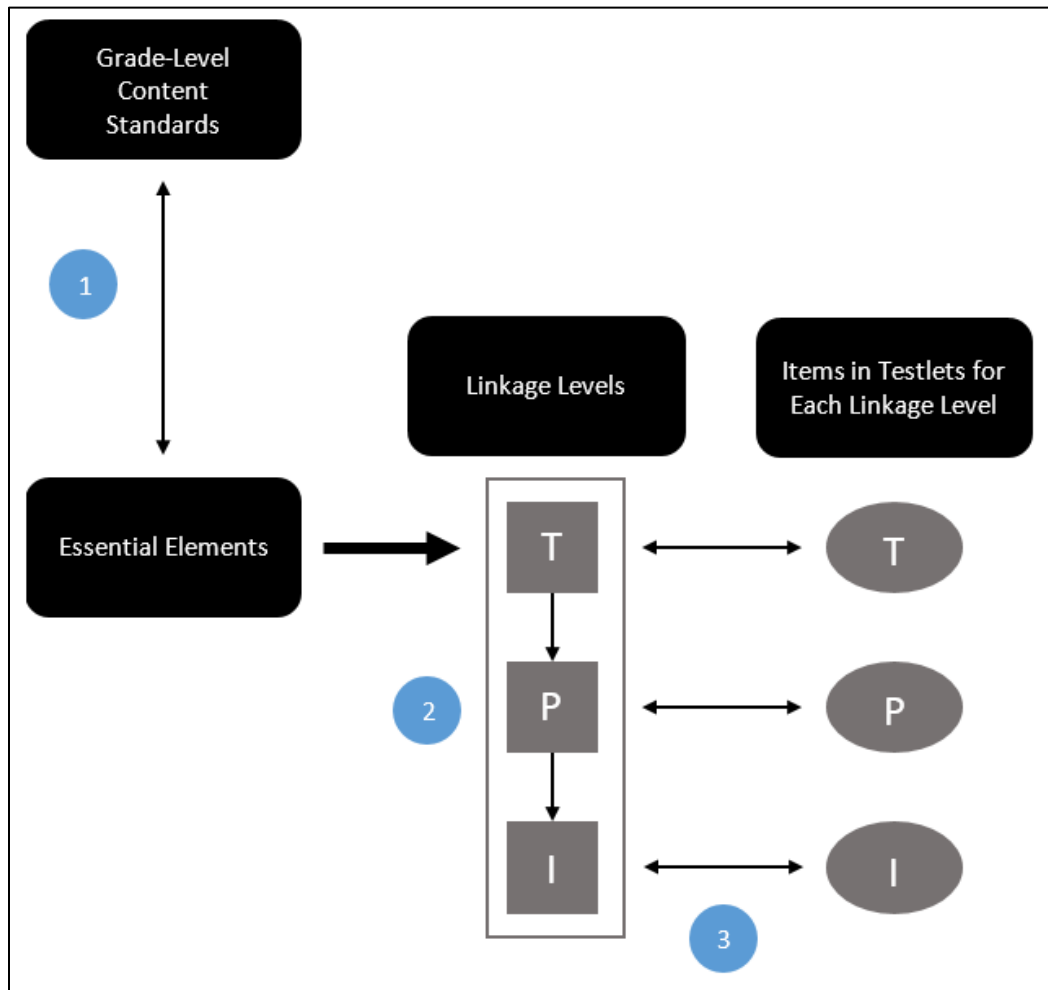 Grade-Level
Content
Standards
1
Linkage Levels
Items in Testlets for
Each Linkage Level
Essential Elements
T
T
2
P
P
I
I
3